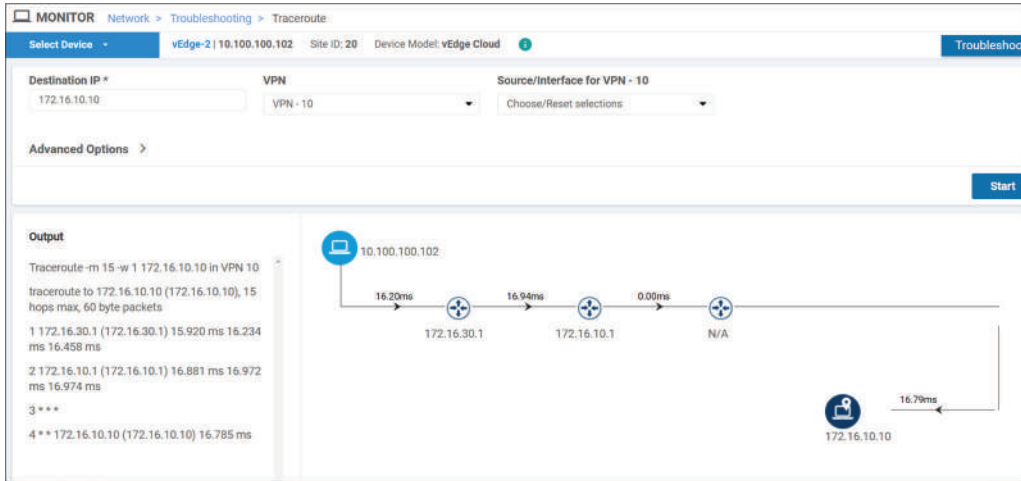 MONITOR Network > Troubleshooting > Traceroute
Select Device vEdge-2 | 10.100.100.102 Site ID: 20 Device Model: vEdge Cloud i Troubleshoo
Destination IP * VPN Source/Interface for VPN - 10
172.16.10.10 VPN - 10 Choose/Reset selections
Advanced Options >
Start
Output
Traceroute -m 15 -w 1 172.16.10.10 in VPN 10
traceroute to 172.16.10.10 (172.16.10.10), 15
hops max, 60 byte packets
1 172.16.30.1 (172.16.30.1) 15.920 ms 16.234
ms 16.458 ms
2 172.16.10.1 (172.16.10.1) 16.881 ms 16.972
ms 16.974 ms
3 * * *
4 * * 172.16.10.10 (172.16.10.10) 16.785 ms
10.100.100.102
16.20ms 16.94ms 0.00ms
172.16.30.1 172.16.10.1 N/A
16.79ms
172.16.10.10